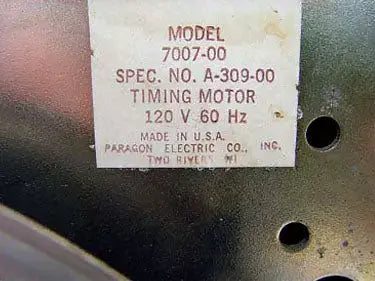 MODEL
7007-00
SPEC. NO. A-309-00
TIMING MOTOR
120 V 60 Hz
MADE IN U.S.A.
PARAGON ELECTRIC CO., INC.
TWO RIVERS WI